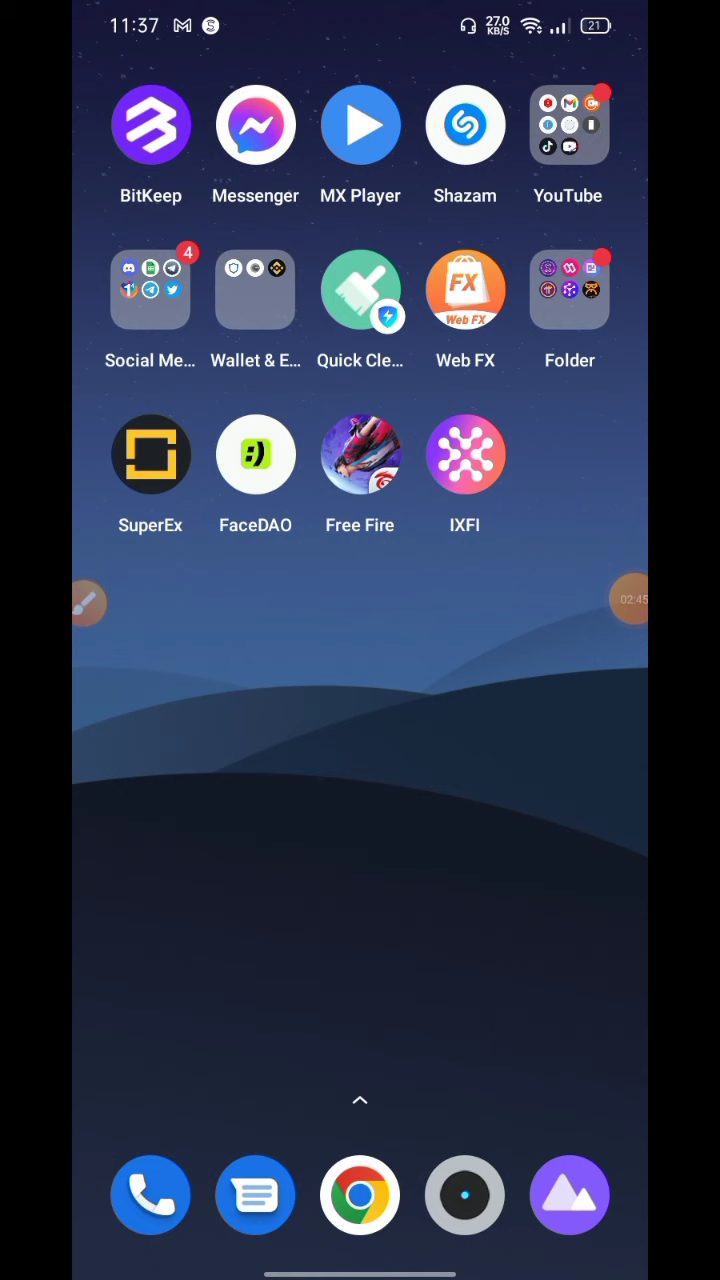 11:37
27.0
KB/S
21
BitKeep
Messenger
MX Player
Shazam
YouTube
4
Social Me...
Wallet & E...
Quick Cle...
FX
Web FX
Web FX
Folder
SuperEx
FaceDAO
Free Fire
IXFI
02:45